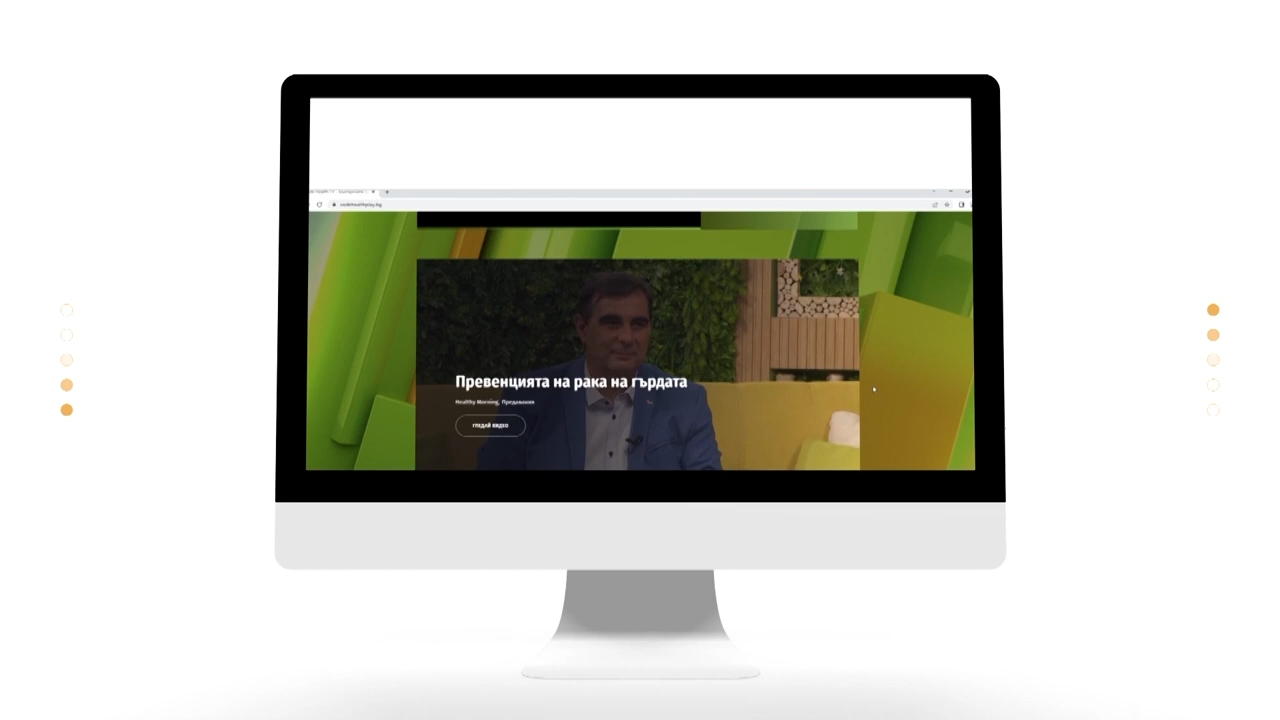 Превенцията на рака на гърдата
Healthy Morning, Предавания
ГЛЕДАЙ ВИДЕО